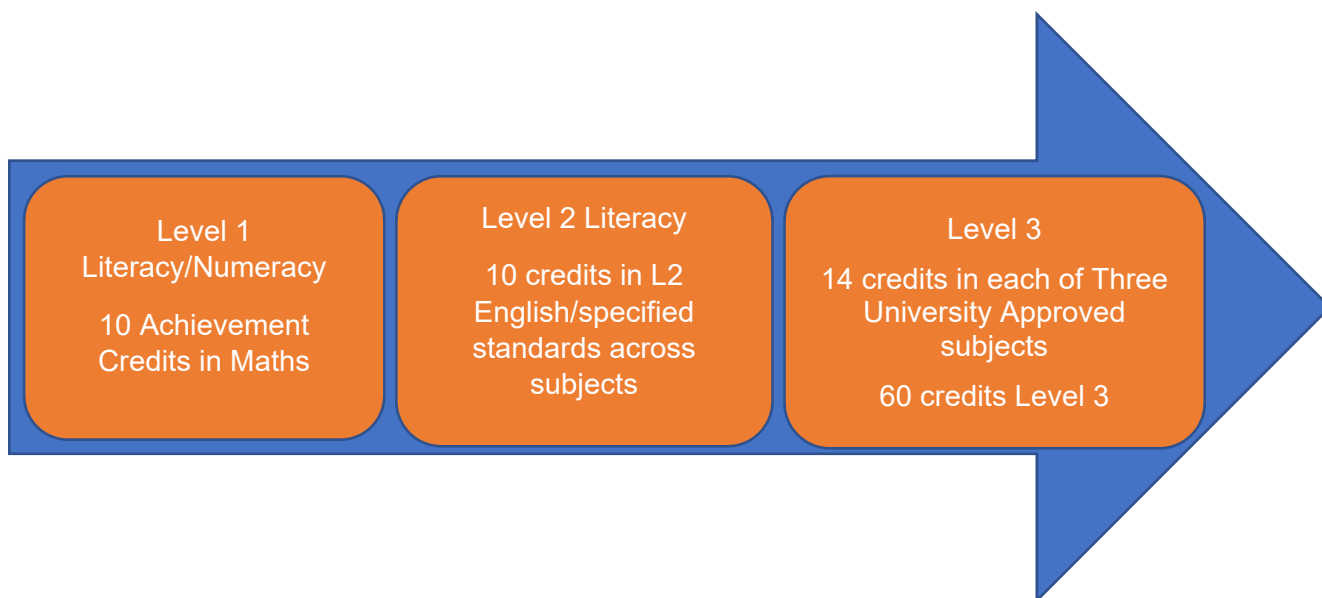 Level 1
Literacy/Numeracy
10 Achievement
Credits in Maths
Level 2 Literacy
10 credits in L2
English/specified
standards across
subjects
Level 3
14 credits in each of Three
University Approved
subjects
60 credits Level 3